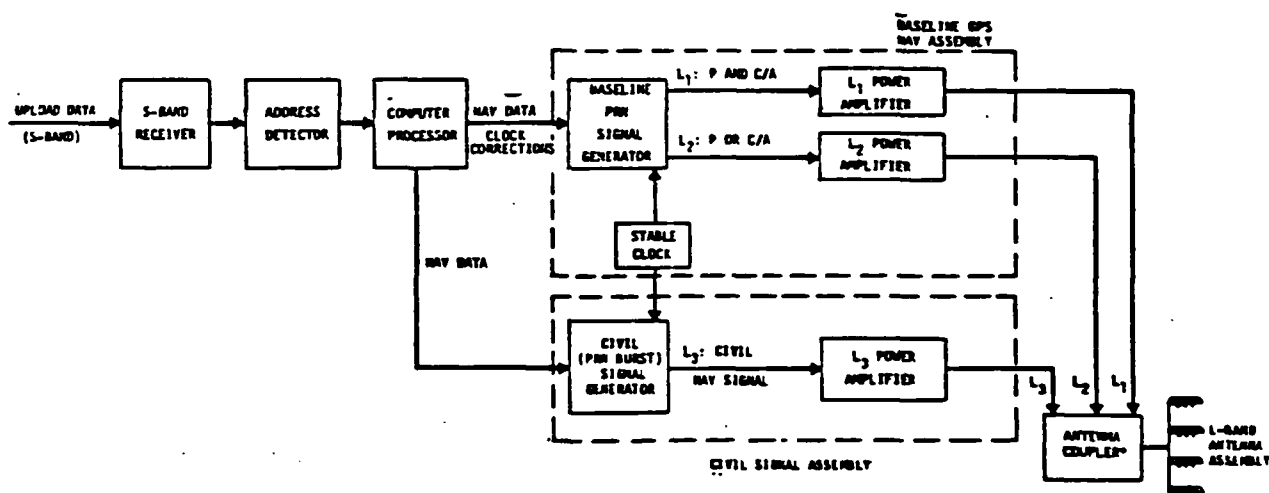 BASELINE GPS
NAV ASSEMBLY
UPLOAD DATA
(S-BAND)
S-BAND
RECEIVER
ADDRESS
DETECTOR
COMPUTER
PROCESSOR
NAV DATA
CLOCK
CORRECTIONS
BASELINE
PRN
SIGNAL
GENERATOR
L1: P AND C/A
L1 POWER
AMPLIFIER
L2: P OR C/A
L2 POWER
AMPLIFIER
STABLE
CLOCK
NAV DATA
CIVIL
(PRN BURST)
SIGNAL
GENERATOR
L3: CIVIL
NAV SIGNAL
L3 POWER
AMPLIFIER
L3
L2
L1
ANTENNA
COUPLER*
L-BAND
ANTENNA
ASSEMBLY
CIVIL SIGNAL ASSEMBLY